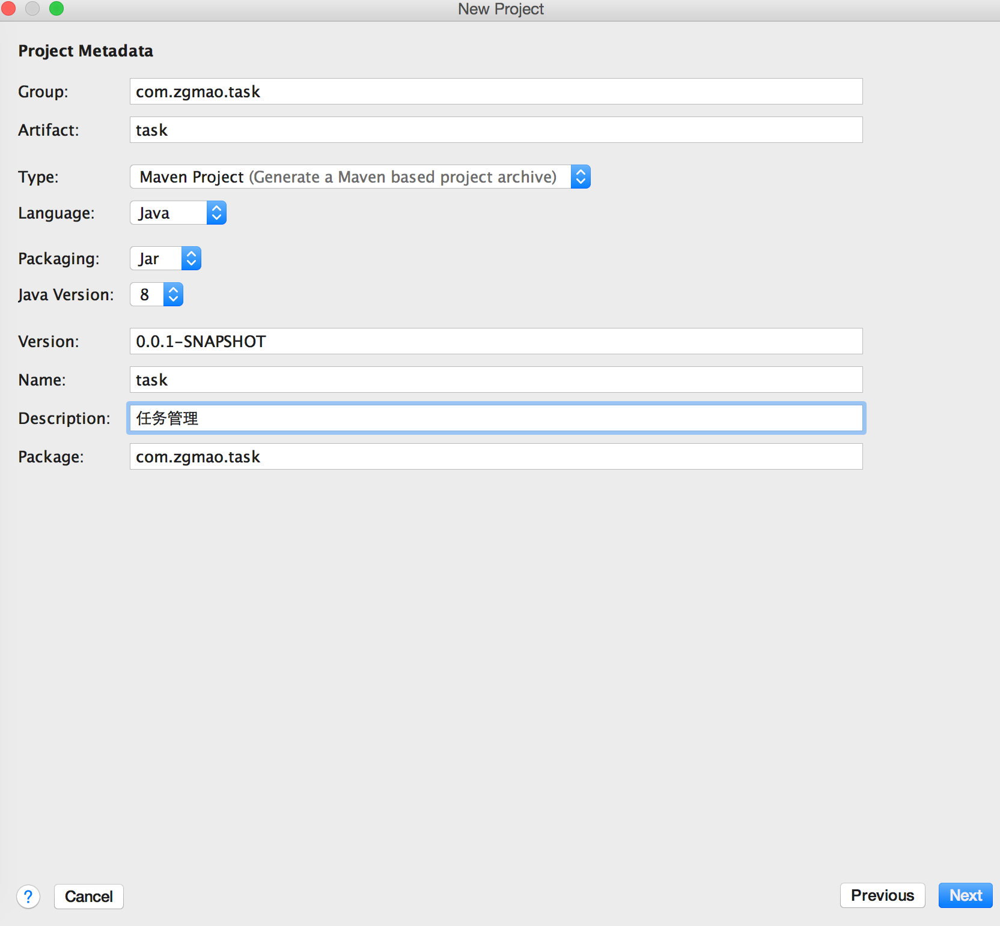 New Project
Project Metadata
Group: com.zgmao.task
Artifact: task
Type: Maven Project (Generate a Maven based project archive)
Language: Java
Packaging: Jar
Java Version: 8
Version: 0.0.1-SNAPSHOT
Name: task
Description: 任务管理
Package: com.zgmao.task
? Cancel Previous Next